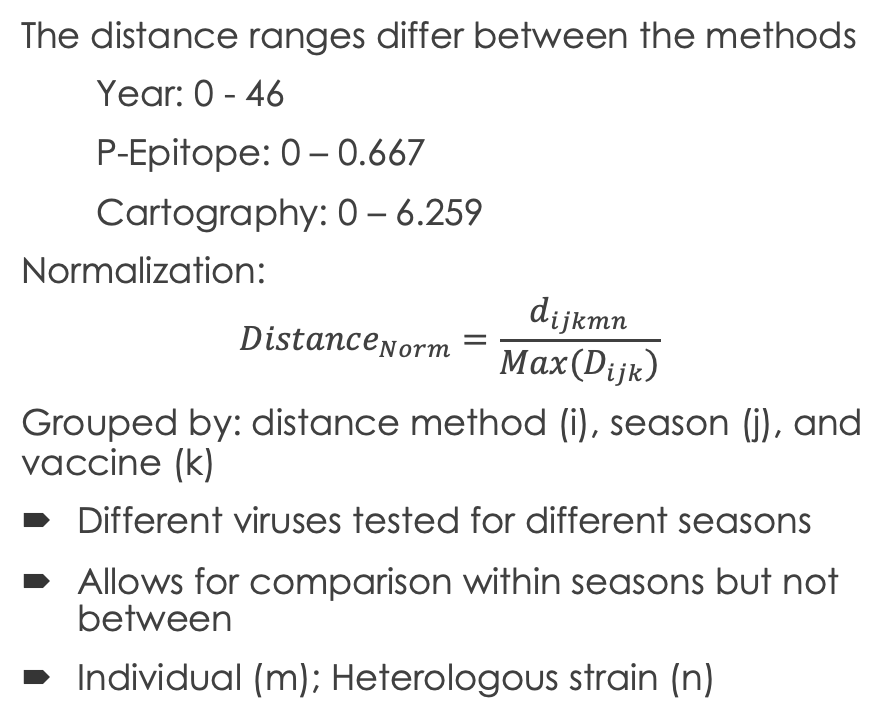 The distance ranges differ between the methods
Year: 0 - 46
P-Epitope: 0 – 0.667
Cartography: 0 – 6.259
Normalization:
Distance_{Norm} = \frac{d_{ijkmn}}{Max(D_{ijk})}
Grouped by: distance method (i), season (j), and
vaccine (k)
Different viruses tested for different seasons
Allows for comparison within seasons but not
between
Individual (m); Heterologous strain (n)